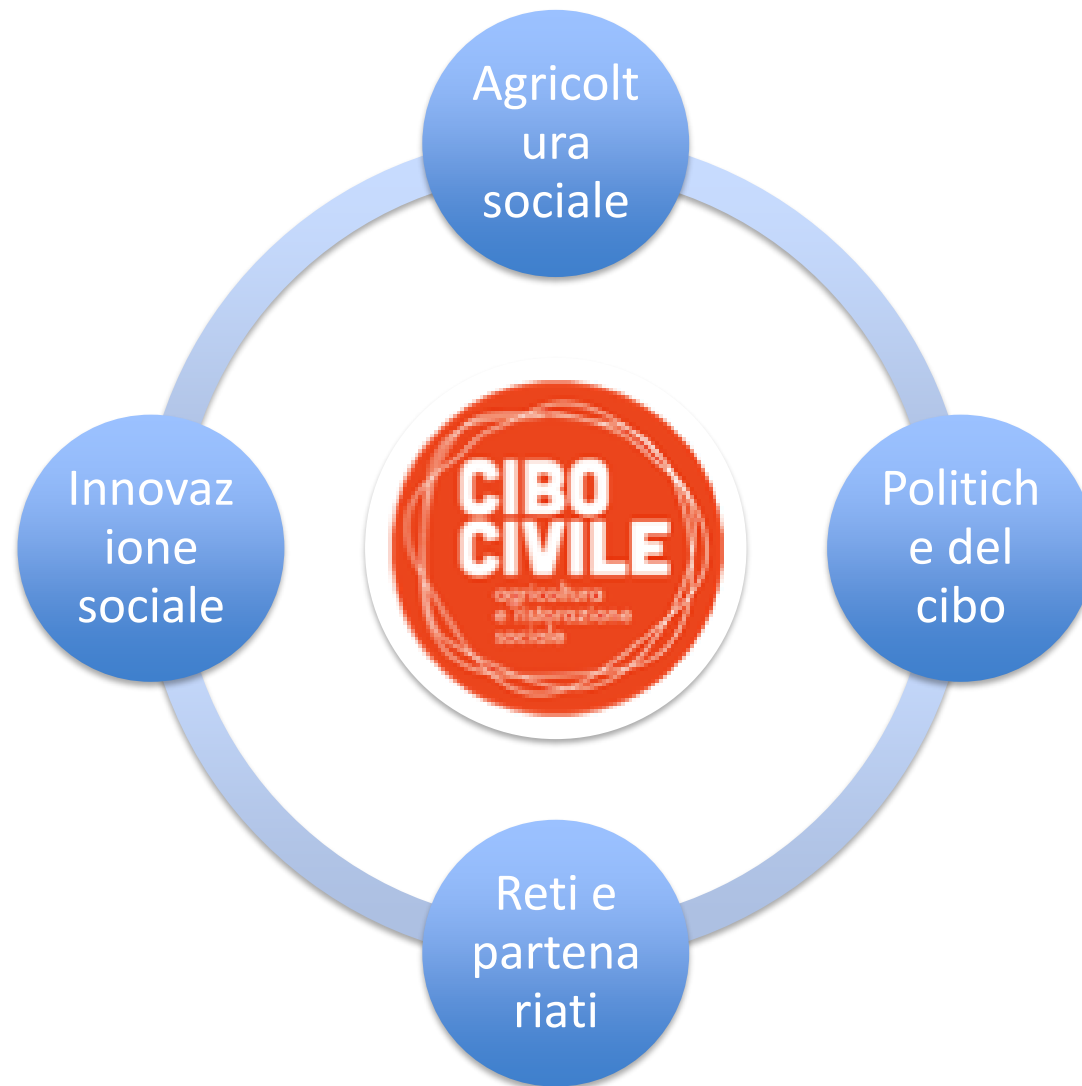 Agricolt
ura
sociale
Innovaz
ione
sociale
CIBO
CIVILE
agricoltura
e ristorazione
sociale
Politich
e del
cibo
Reti e
partena
riati